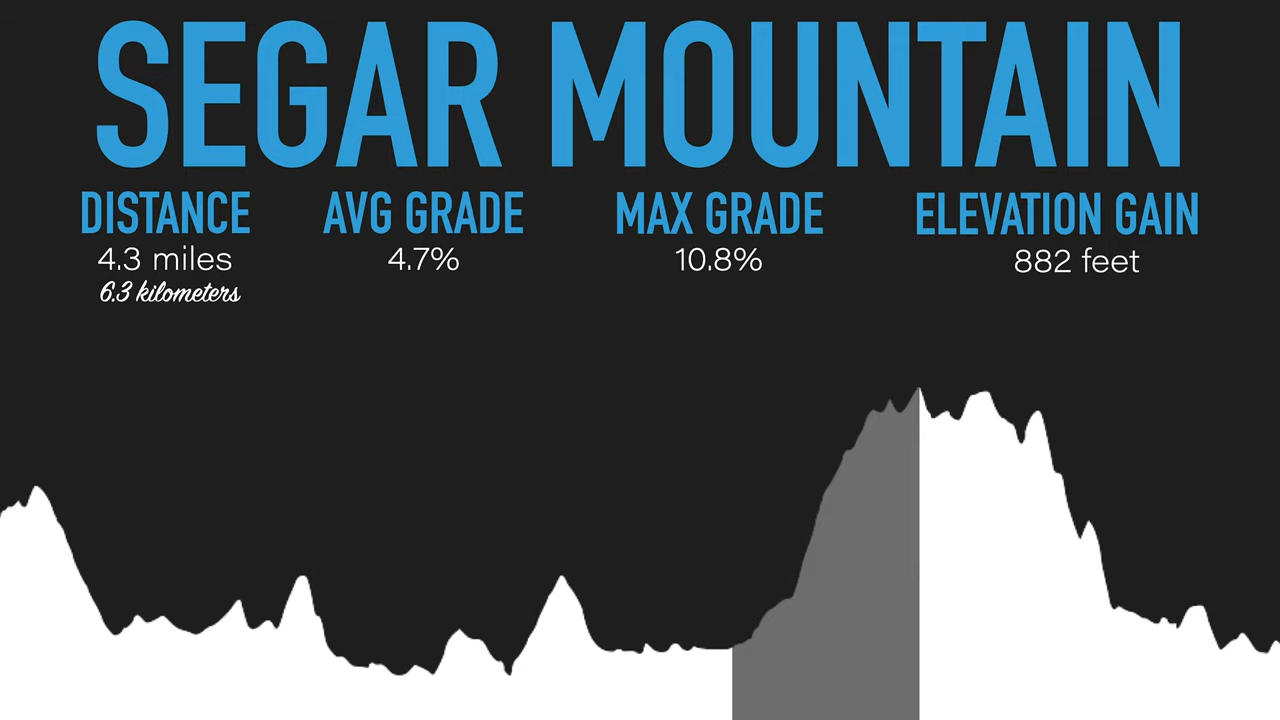 SEGAR MOUNTAIN
DISTANCE AVG GRADE MAX GRADE ELEVATION GAIN
4.3 miles 4.7% 10.8% 882 feet
6.3 kilometers